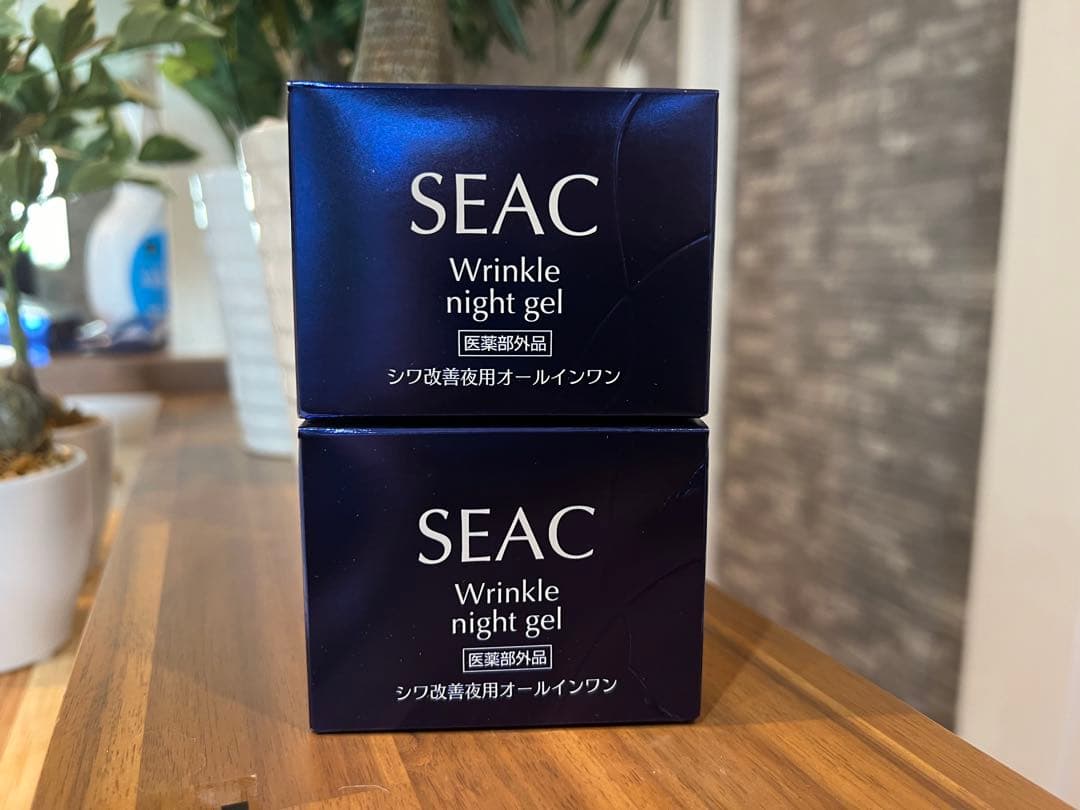 SEAC
Wrinkle
night gel
医薬部外品
シワ改善夜用オールインワン
SEAC
Wrinkle
night gel
医薬部外品
シワ改善夜用オールインワン